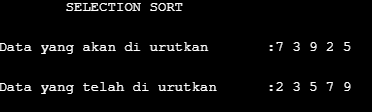 SELECTION SORT
Data yang akan di urutkan :7 3 9 2 5
Data yang telah di urutkan :2 3 5 7 9